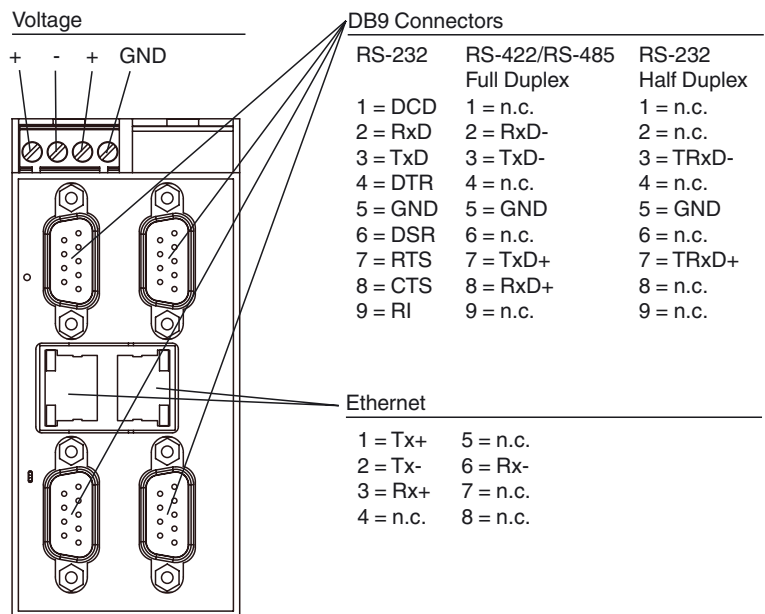 Voltage
+ - + GND
DB9 Connectors
RS-232 RS-422/RS-485 RS-232
Full Duplex Half Duplex
1 = DCD 1 = n.c. 1 = n.c.
2 = RxD 2 = RxD- 2 = n.c.
3 = TxD 3 = TxD- 3 = TRxD-
4 = DTR 4 = n.c. 4 = n.c.
5 = GND 5 = GND 5 = GND
6 = DSR 6 = n.c. 6 = n.c.
7 = RTS 7 = TxD+ 7 = TRxD+
8 = CTS 8 = RxD+ 8 = n.c.
9 = RI 9 = n.c. 9 = n.c.
Ethernet
1 = Tx+ 5 = n.c.
2 = Tx- 6 = Rx-
3 = Rx+ 7 = n.c.
4 = n.c. 8 = n.c.